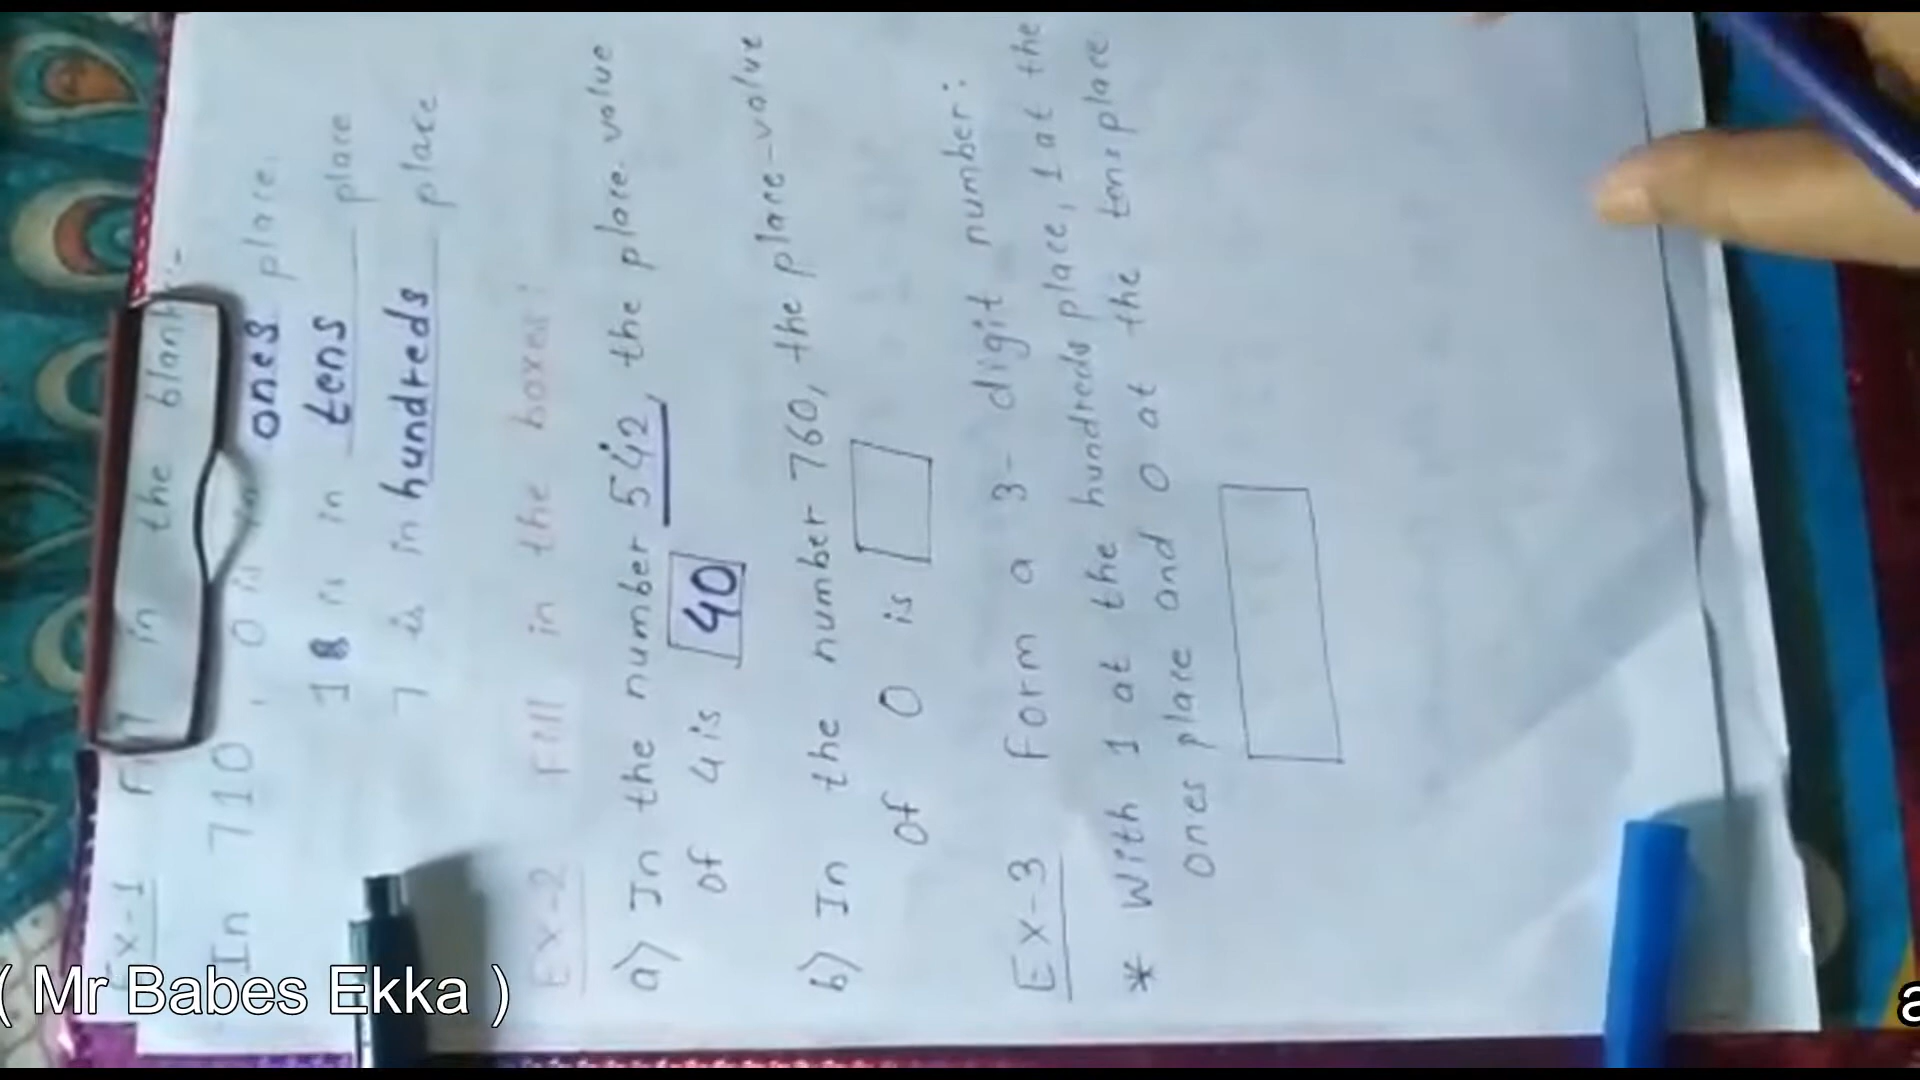 Ex-1 in the blank:-
In 710, 0 is in ones place.
1 is in tens place
7 is in hundreds place
Ex-2 Fill in the boxes:
a) In the number 542, the place-value
of 4 is 40
b) In the number 760, the place-value
of 0 is
Ex-3 Form a 3-digit number:
* With 1 at the hundreds place, 1 at the
ones place and 0 at the tens place
( Mr Babes Ekka )